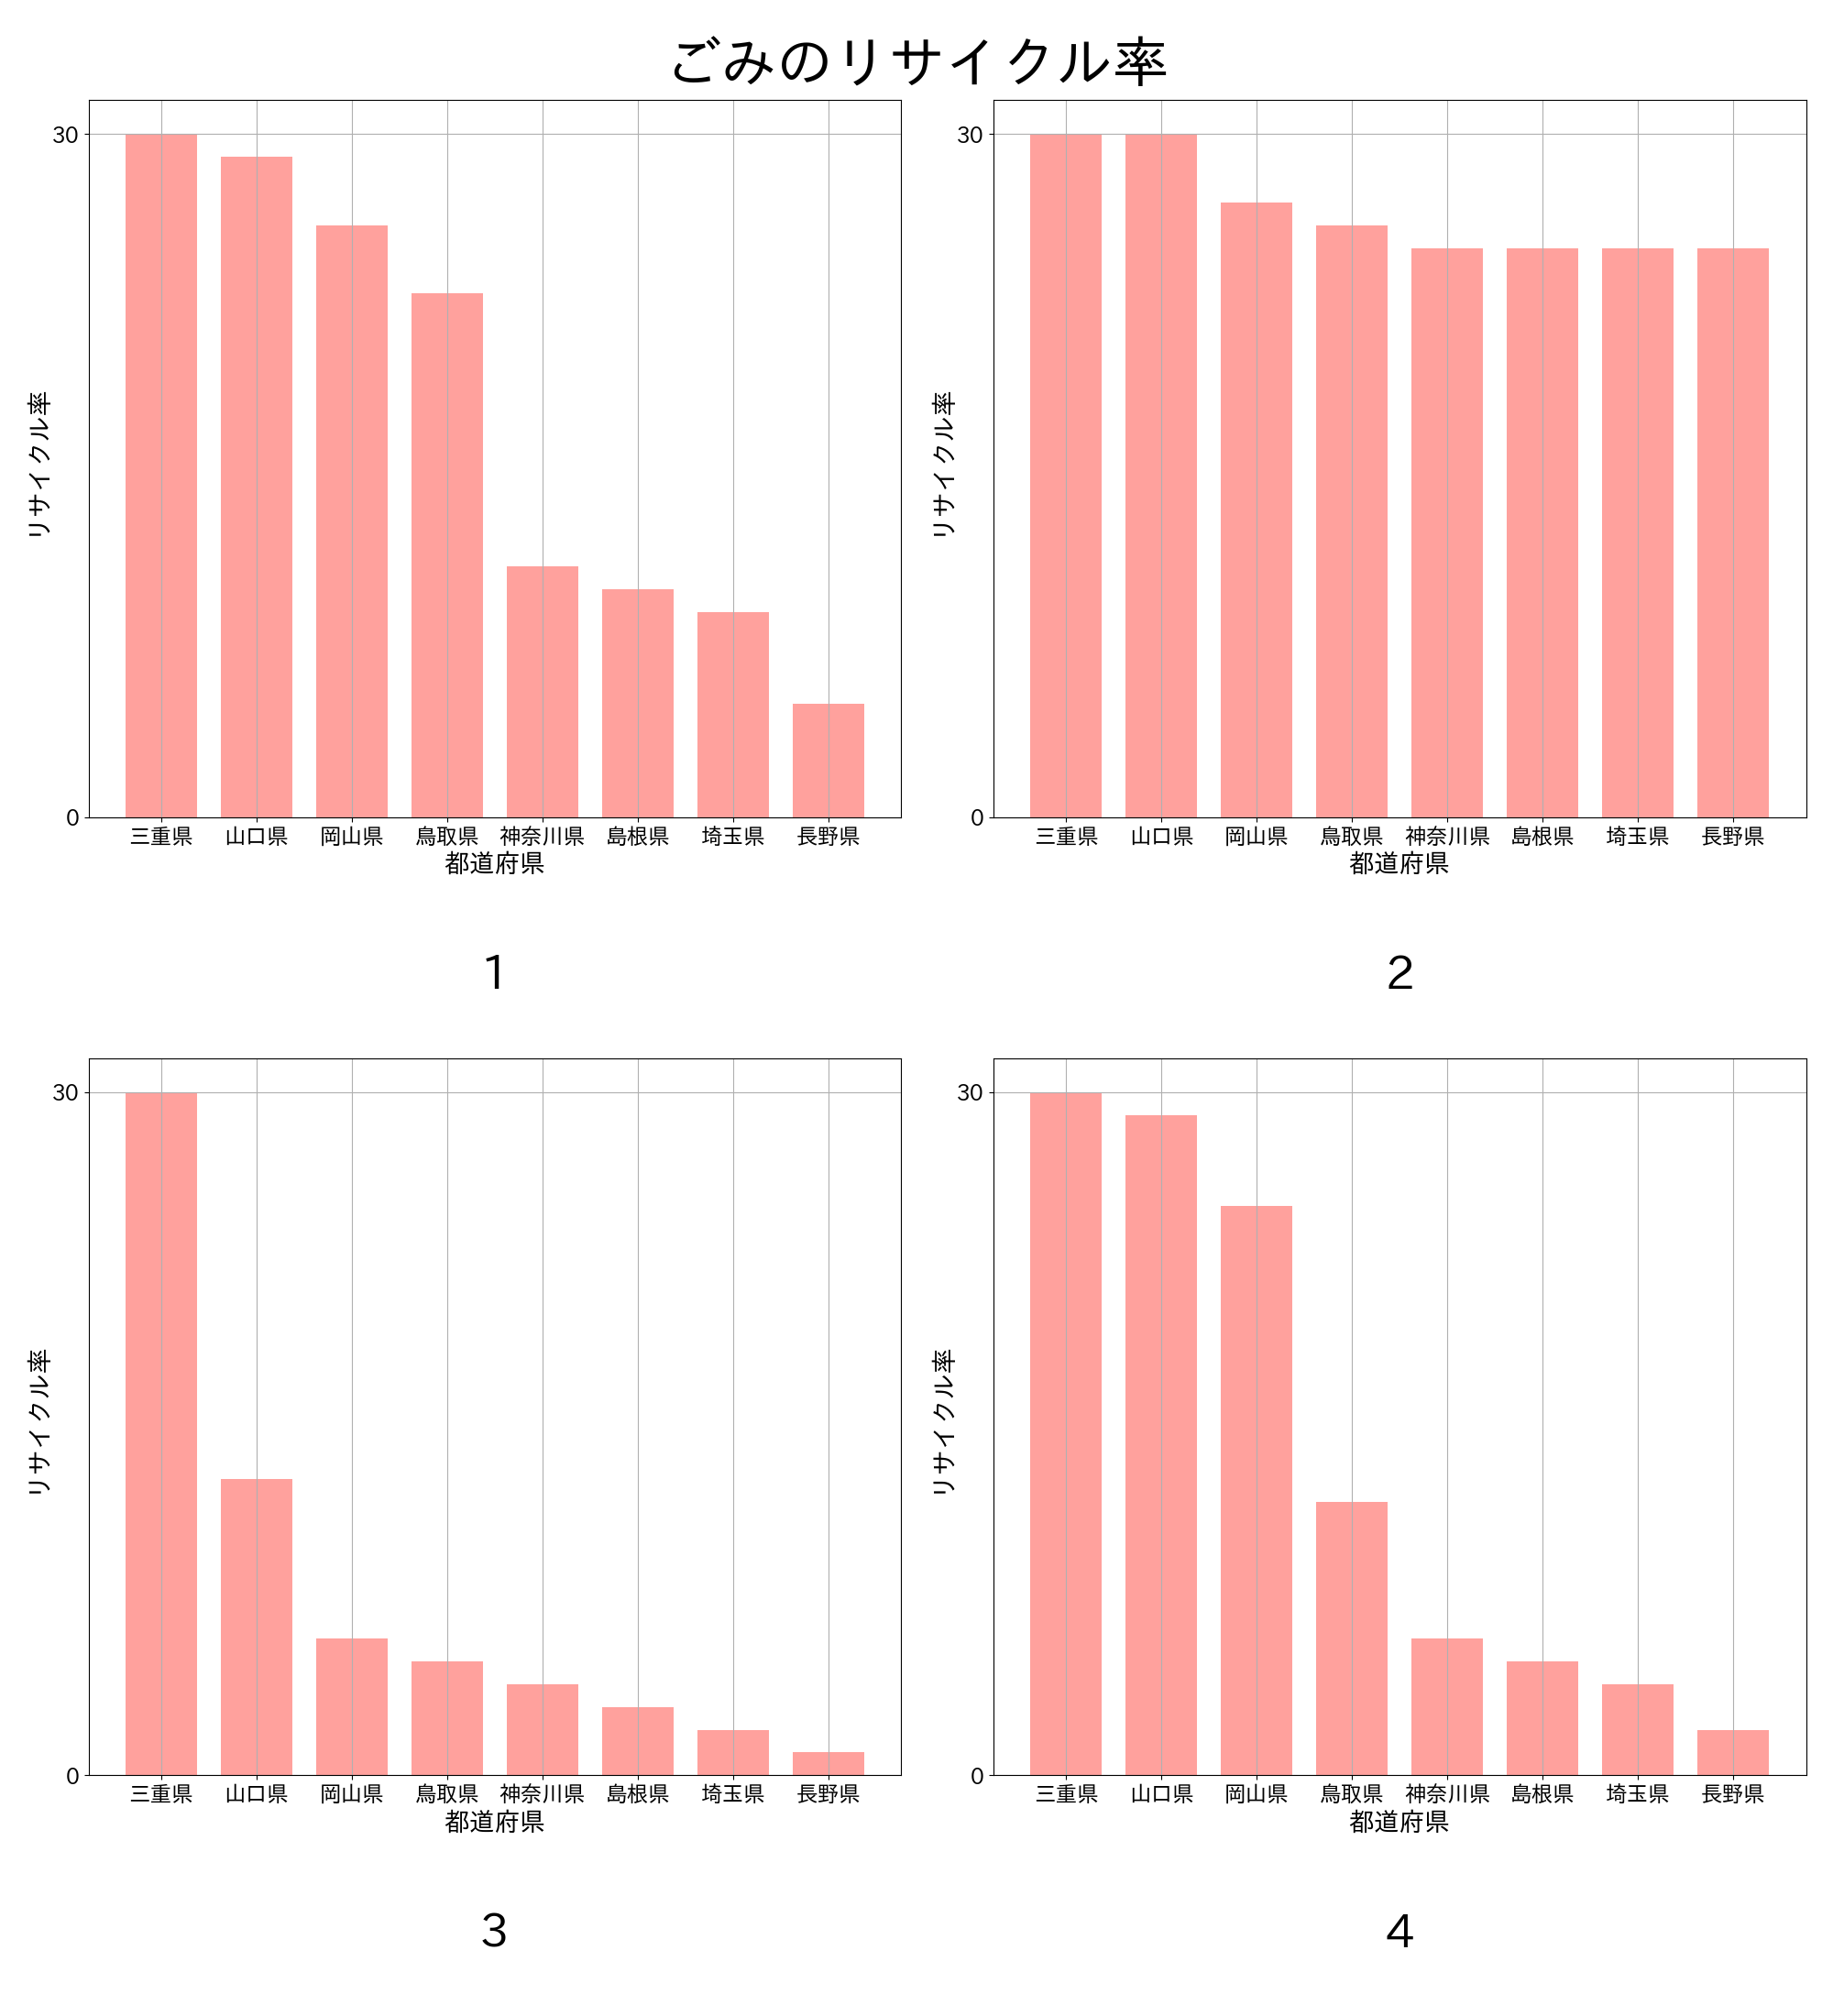 ごみのリサイクル率
30
0
リサイクル率
三重県 山口県 岡山県 鳥取県 神奈川県 島根県 埼玉県 長野県
都道府県
1
30
0
リサイクル率
三重県 山口県 岡山県 鳥取県 神奈川県 島根県 埼玉県 長野県
都道府県
2
30
0
リサイクル率
三重県 山口県 岡山県 鳥取県 神奈川県 島根県 埼玉県 長野県
都道府県
3
30
0
リサイクル率
三重県 山口県 岡山県 鳥取県 神奈川県 島根県 埼玉県 長野県
都道府県
4